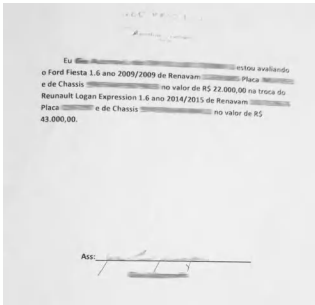 Eu estou avaliando
o Ford Fiesta 1.6 ano 2009/2009 de Renavam Placa
e de Chassis no valor de R$ 22.000,00 na troca do
Reunault Logan Expression 1.6 ano 2014/2015 de Renavam
Placa e de Chassis no valor de R$
43.000,00.
Ass: